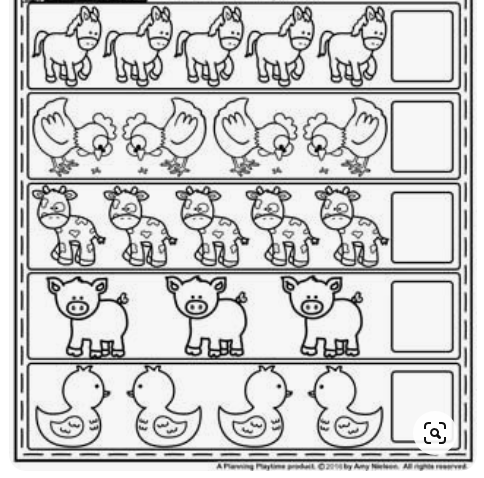 A Planning Playtime product. ©2016 by Amy Nielson. All rights reserved.